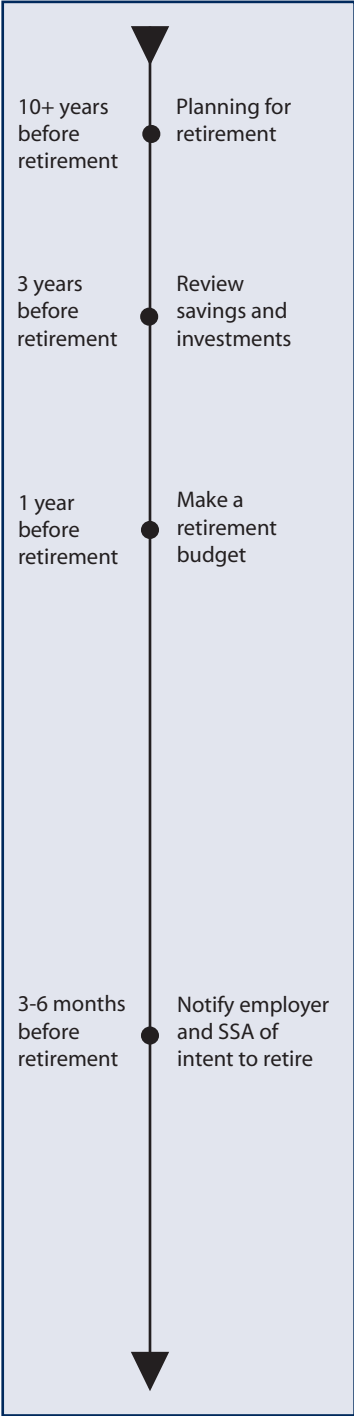 10+ years
before
retirement
Planning for
retirement
3 years
before
retirement
Review
savings and
investments
1 year
before
retirement
Make a
retirement
budget
3-6 months
before
retirement
Notify employer
and SSA of
intent to retire